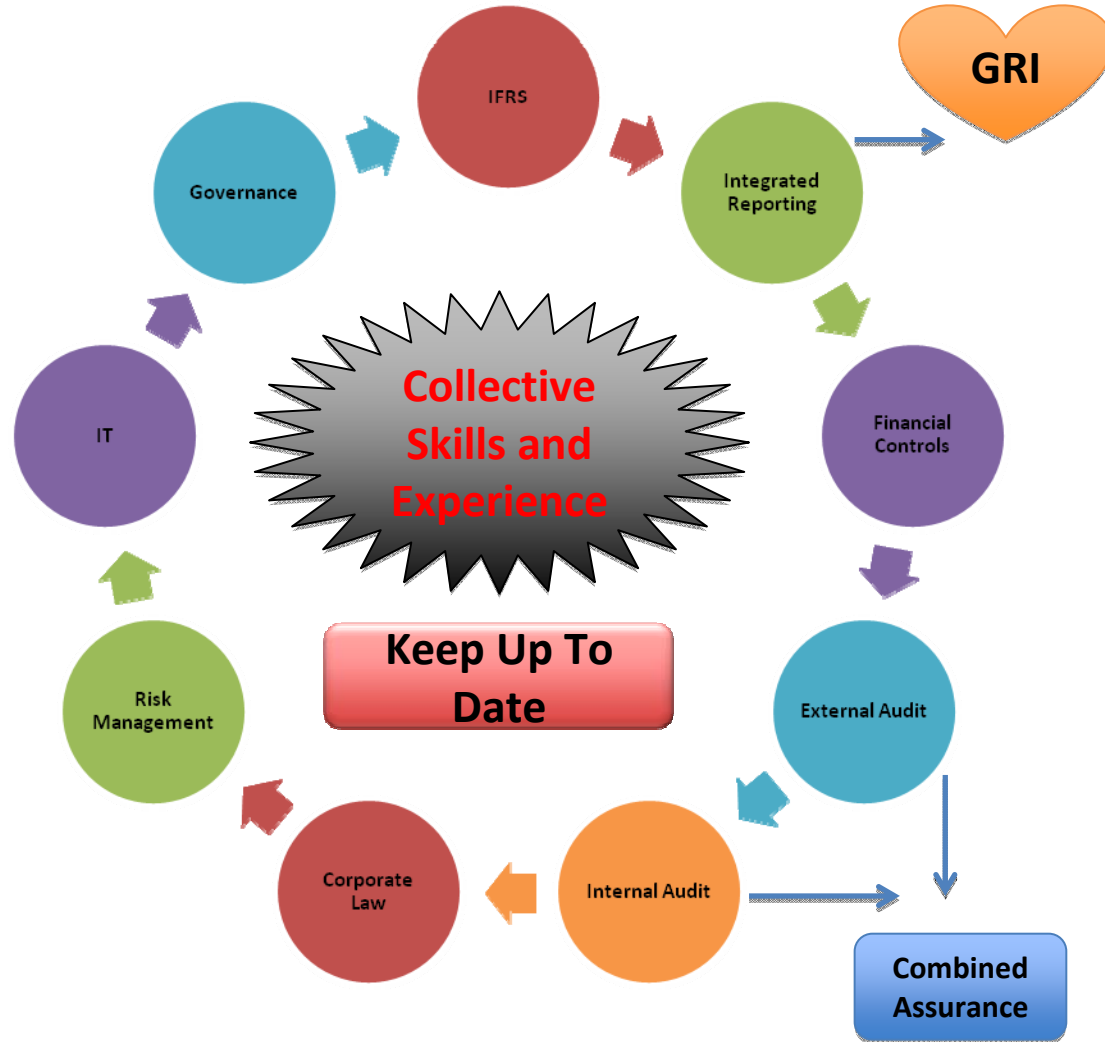 GRI
IFRS
Integrated
Reporting
Governance
Collective
Skills and
Experience
IT
Financial
Controls
Keep Up To
Date
Risk
Management
External Audit
Corporate
Law
Internal Audit
Combined
Assurance